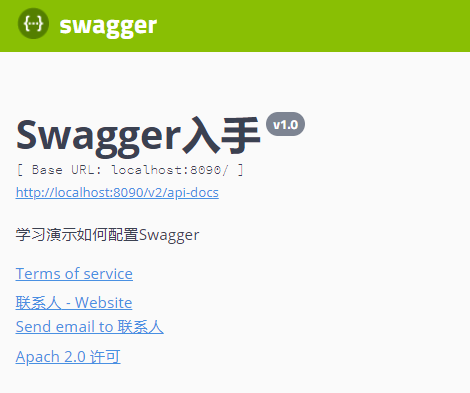 {···} swagger
Swagger入手 v1.0
[ Base URL: localhost:8090/ ]
http://localhost:8090/v2/api-docs
学习演示如何配置Swagger
Terms of service
联系人 - Website
Send email to 联系人
Apach 2.0 许可